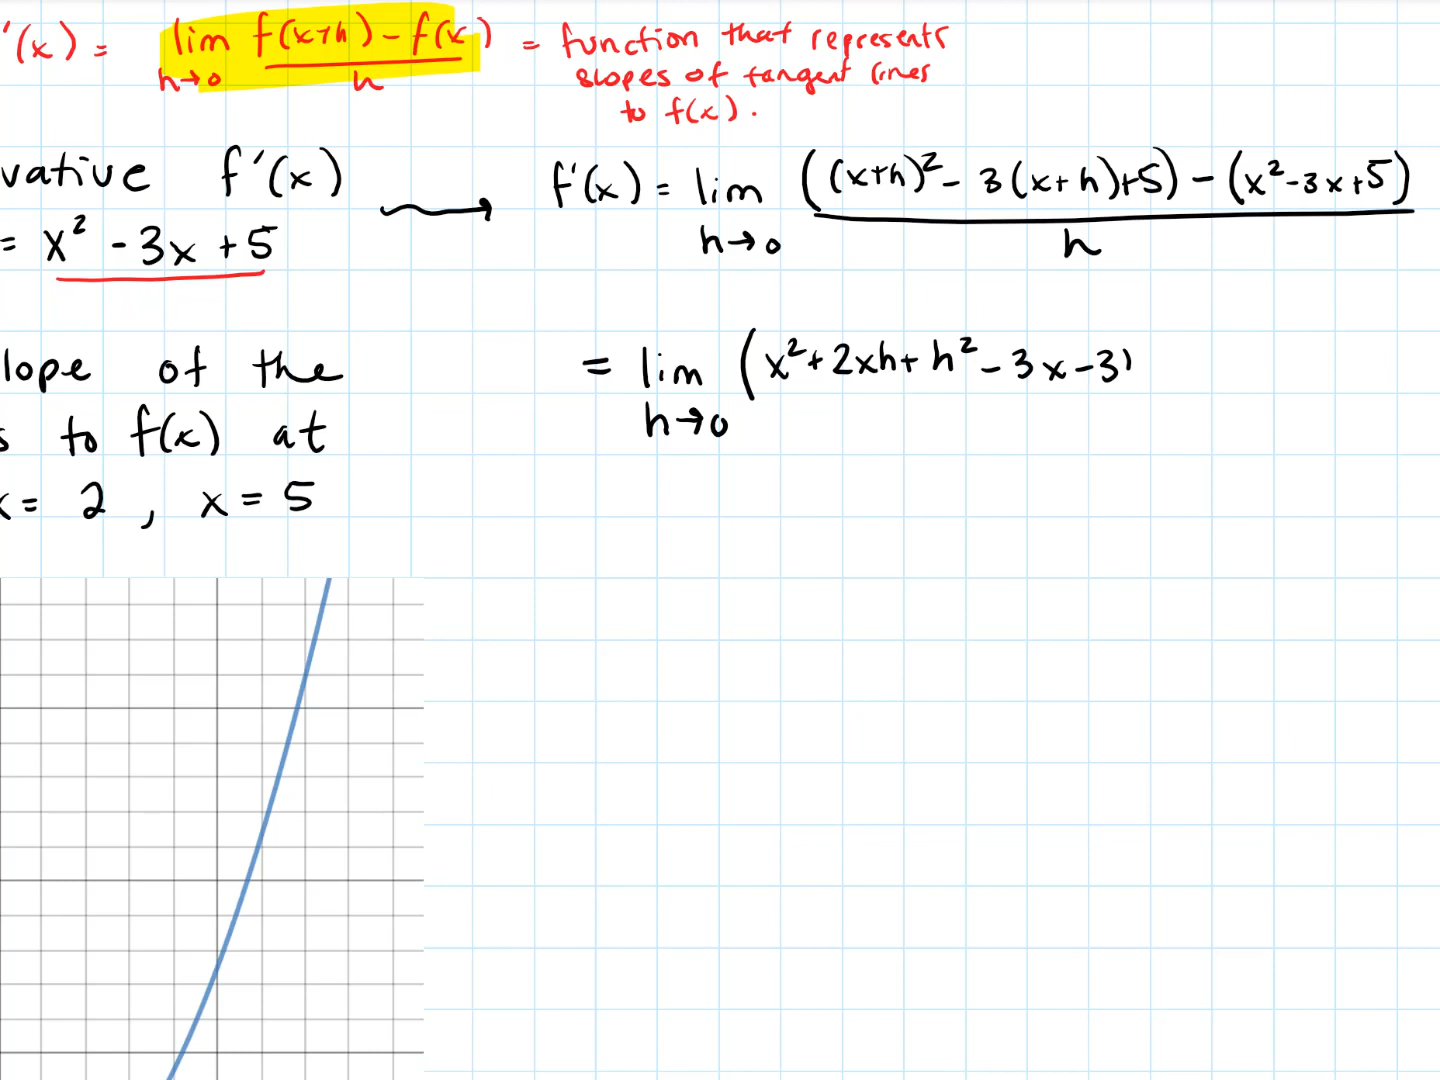 '(x) = lim h→0 f(x+h) - f(x) / h = function that represents
slopes of tangent lines
to f(x).
vative f'(x)
= x² - 3x + 5
f'(x) = lim h→0 ((x+h)² - 3(x+h)+5) - (x²-3x+5) / h
lope of the
s to f(x) at
x = 2 , x = 5
= lim h→0 (x² + 2xh + h² - 3x - 3